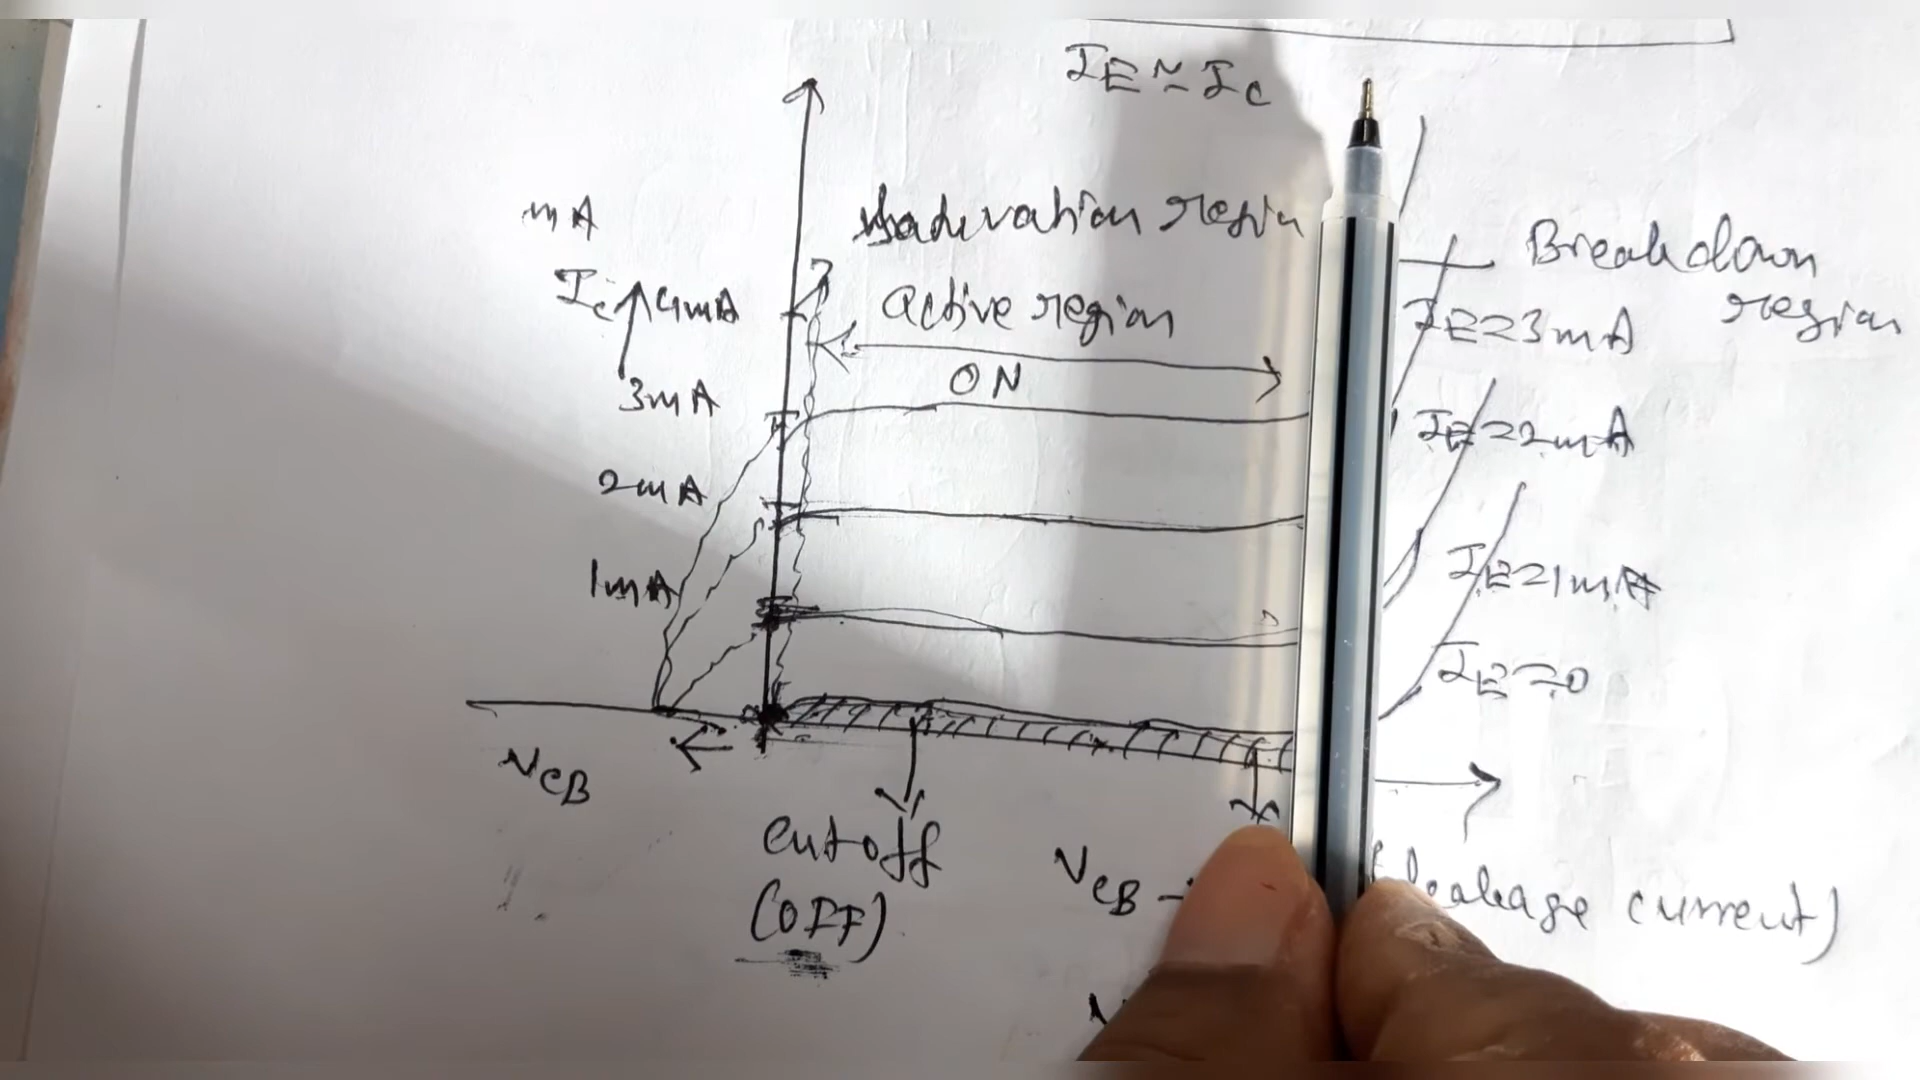 IE ≃ Ic
mA
saturation region
Breakdown
region
Ic ↑ 4mA
active region
IE=3mA
ON
3mA
IE=2mA
2mA
1mA
IE=1mA
IE=0
VCB
cutoff
(OFF)
VCB
leakage current)